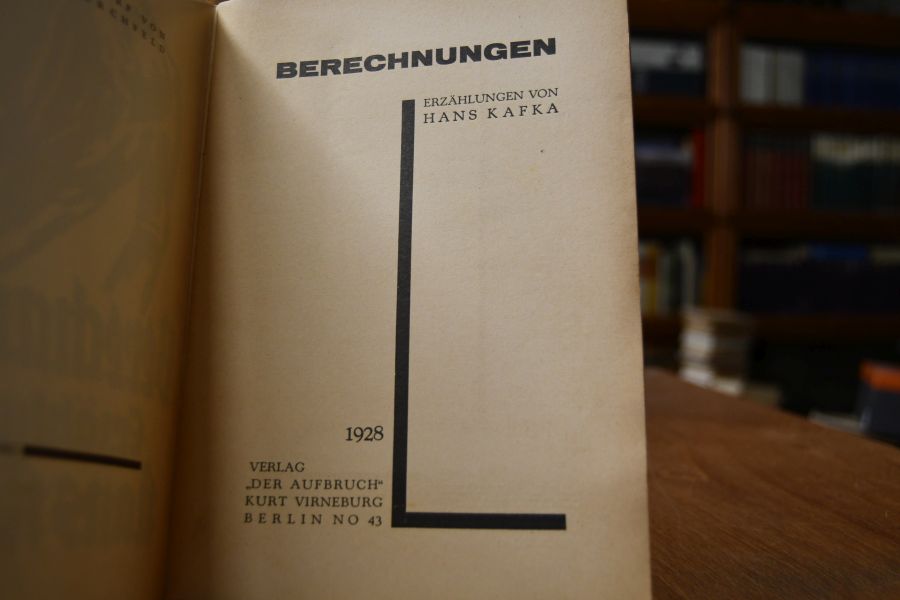 BERECHNUNGEN
ERZÄHLUNGEN VON
HANS KAFKA
1928
VERLAG
„DER AUFBRUCH“
KURT VIRNEBURG
BERLIN NO 43